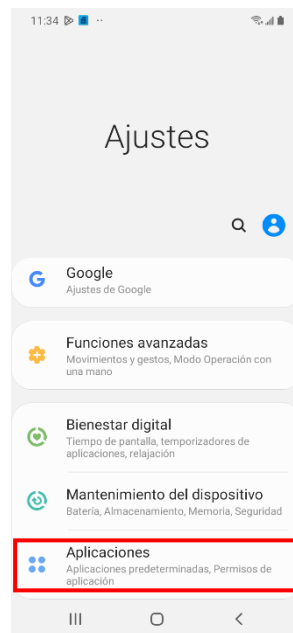 11:34
Ajustes
Google
Ajustes de Google
Funciones avanzadas
Movimientos y gestos, Modo Operación con
una mano
Bienestar digital
Tiempo de pantalla, temporizadores de
aplicaciones, relajación
Mantenimiento del dispositivo
Batería, Almacenamiento, Memoria, Seguridad
Aplicaciones
Aplicaciones predeterminadas, Permisos de
aplicación